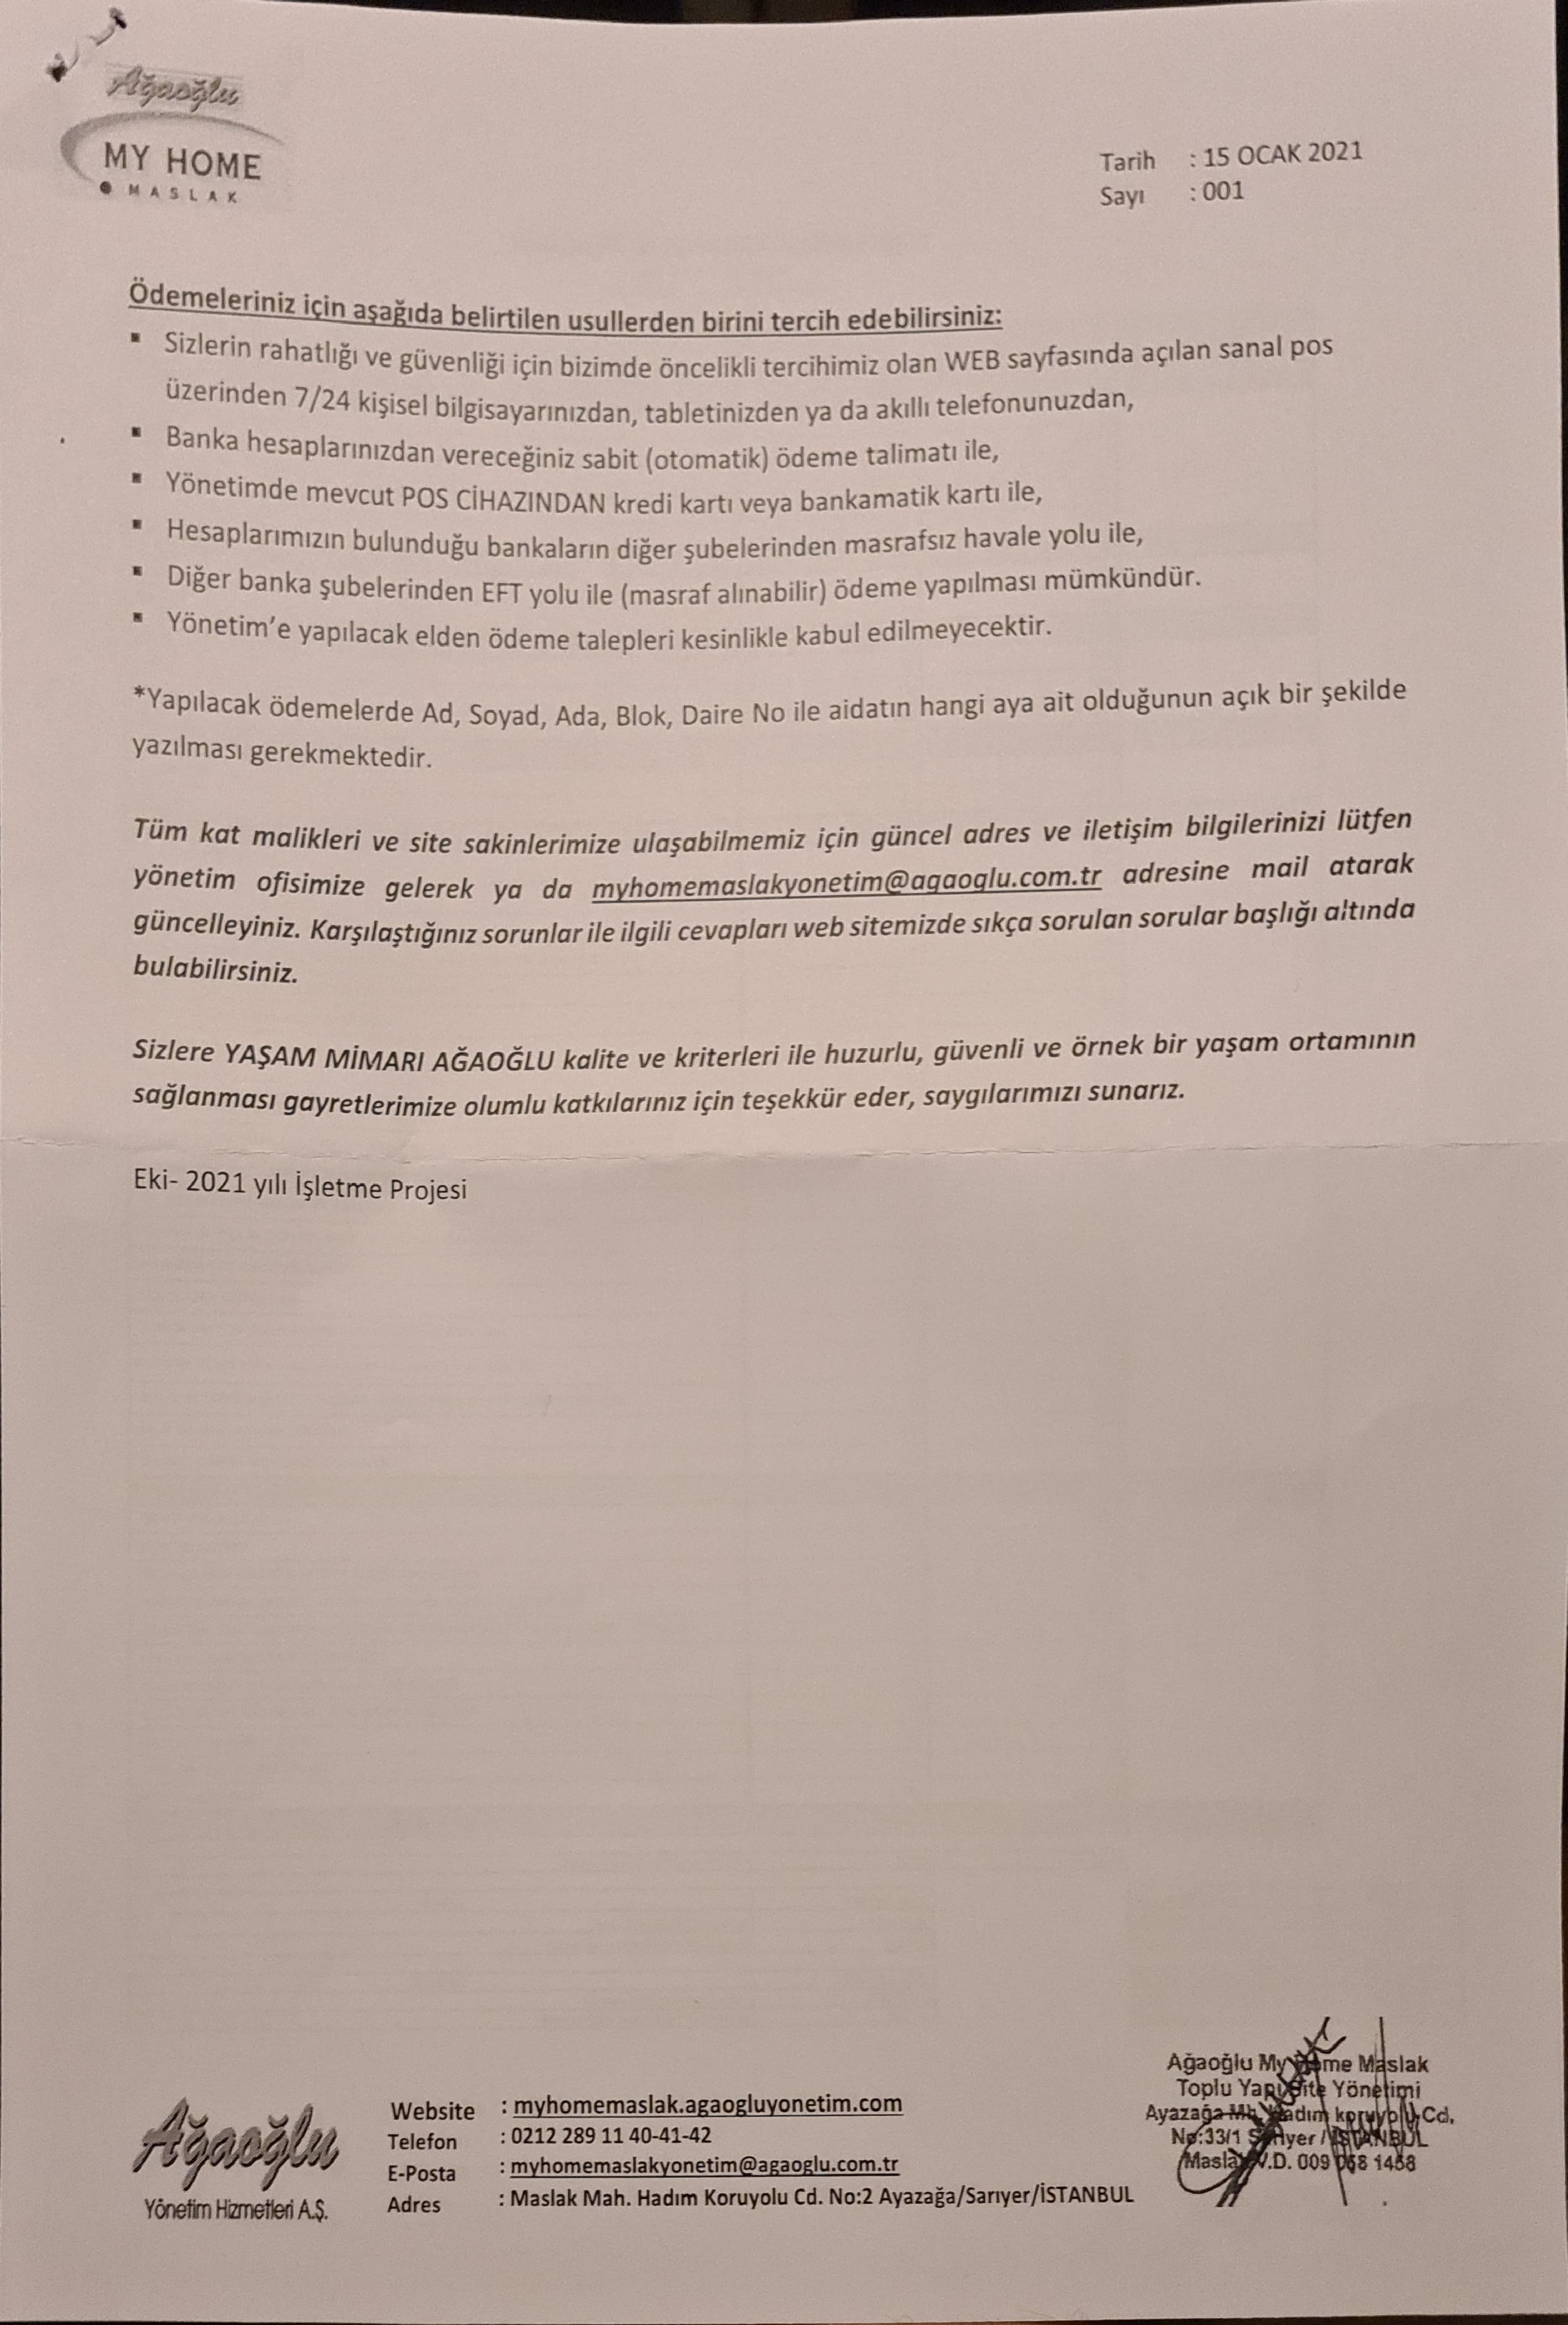 Ağaoğlu
MY HOME
MASLAK
Tarih : 15 OCAK 2021
Sayı : 001
Ödemeleriniz için aşağıda belirtilen usullerden birini tercih edebilirsiniz:
▪ Sizlerin rahatlığı ve güvenliği için bizimde öncelikli tercihimiz olan WEB sayfasında açılan sanal pos
üzerinden 7/24 kişisel bilgisayarınızdan, tabletinizden ya da akıllı telefonunuzdan,
▪ Banka hesaplarınızdan vereceğiniz sabit (otomatik) ödeme talimatı ile,
▪ Yönetimde mevcut POS CİHAZINDAN kredi kartı veya bankamatik kartı ile,
▪ Hesaplarımızın bulunduğu bankaların diğer şubelerinden masrafsız havale yolu ile,
▪ Diğer banka şubelerinden EFT yolu ile (masraf alınabilir) ödeme yapılması mümkündür.
▪ Yönetim'e yapılacak elden ödeme talepleri kesinlikle kabul edilmeyecektir.
*Yapılacak ödemelerde Ad, Soyad, Ada, Blok, Daire No ile aidatın hangi aya ait olduğunun açık bir şekilde
yazılması gerekmektedir.
Tüm kat malikleri ve site sakinlerimize ulaşabilmemiz için güncel adres ve iletişim bilgilerinizi lütfen
yönetim ofisimize gelerek ya da myhomemaslakyonetim@agaoglu.com.tr adresine mail atarak
güncelleyiniz. Karşılaştığınız sorunlar ile ilgili cevapları web sitemizde sıkça sorulan sorular başlığı altında
bulabilirsiniz.
Sizlere YAŞAM MİMARI AĞAOĞLU kalite ve kriterleri ile huzurlu, güvenli ve örnek bir yaşam ortamının
sağlanması gayretlerimize olumlu katkılarınız için teşekkür eder, saygılarımızı sunarız.
Eki- 2021 yılı İşletme Projesi
Ağaoğlu
Yönetim Hizmetleri A.Ş.
Website : myhomemaslak.agaogluyonetim.com
Telefon : 0212 289 11 40-41-42
E-Posta : myhomemaslakyonetim@agaoglu.com.tr
Adres : Maslak Mah. Hadım Koruyolu Cd. No:2 Ayazağa/Sarıyer/İSTANBUL
Ağaoğlu My Home Maslak
Toplu Yapı Site Yönetimi
Ayazağa Mh. Hadım koruyolu Cd.
No:33/1 Sarıyer / İSTANBUL
Maslak V.D. 009 068 1458